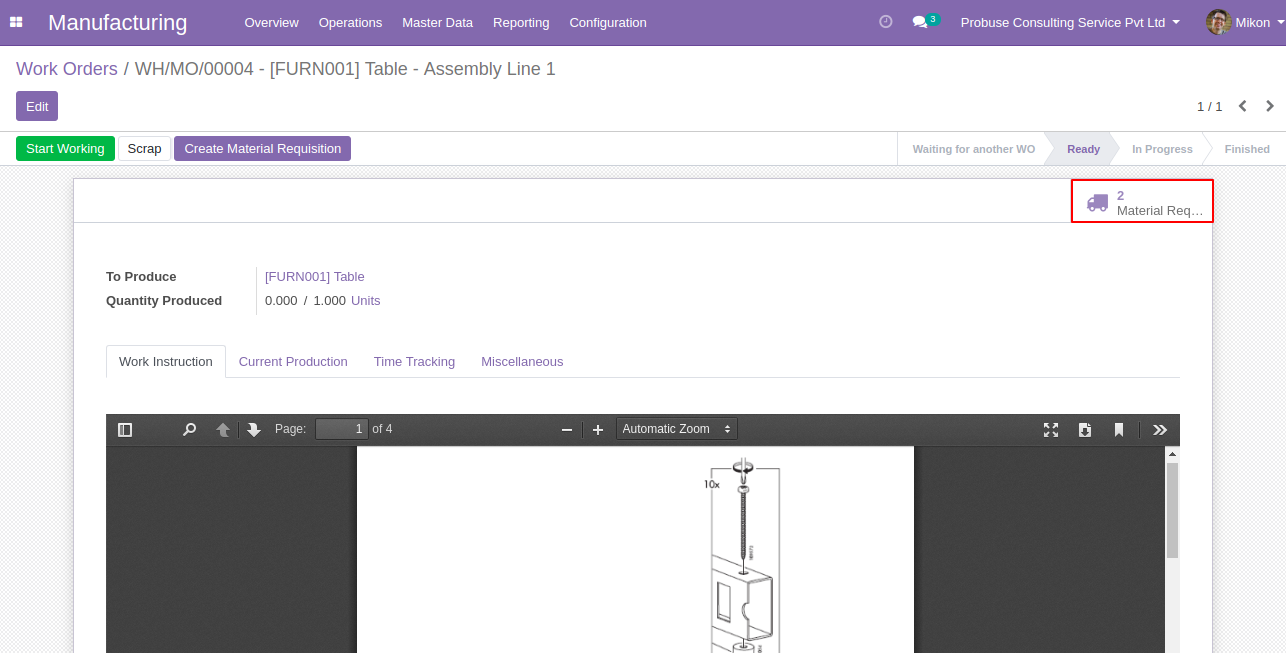 Manufacturing Overview Operations Master Data Reporting Configuration 3 Probuse Consulting Service Pvt Ltd Mikon
Work Orders / WH/MO/00004 - [FURN001] Table - Assembly Line 1
Edit 1 / 1
Start Working Scrap Create Material Requisition Waiting for another WO Ready In Progress Finished
2
Material Req...
To Produce [FURN001] Table
Quantity Produced 0.000 / 1.000 Units
Work Instruction Current Production Time Tracking Miscellaneous
Page: 1 of 4 Automatic Zoom
10x